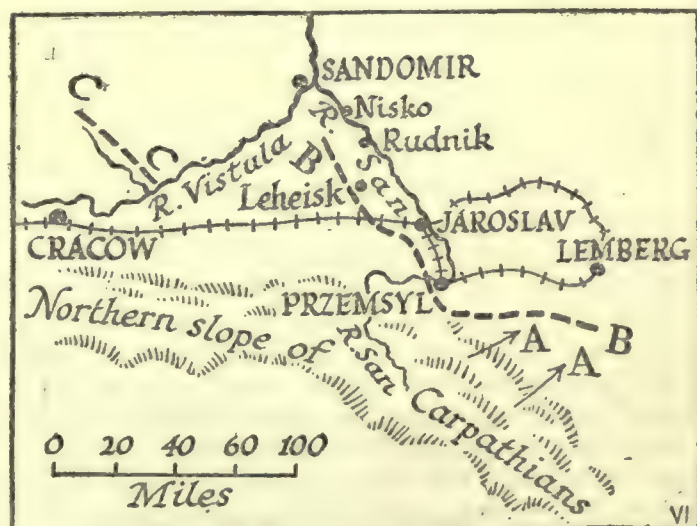 SANDOMIR
C
C
Nisko
Rudnik
R. San
R. Vistula
B
Leheisk
JAROSLAV
LEMBERG
CRACOW
PRZEMSYL
B
A
A
Northern slope of Carpathians
R. San
0 20 40 60 100
Miles
VI